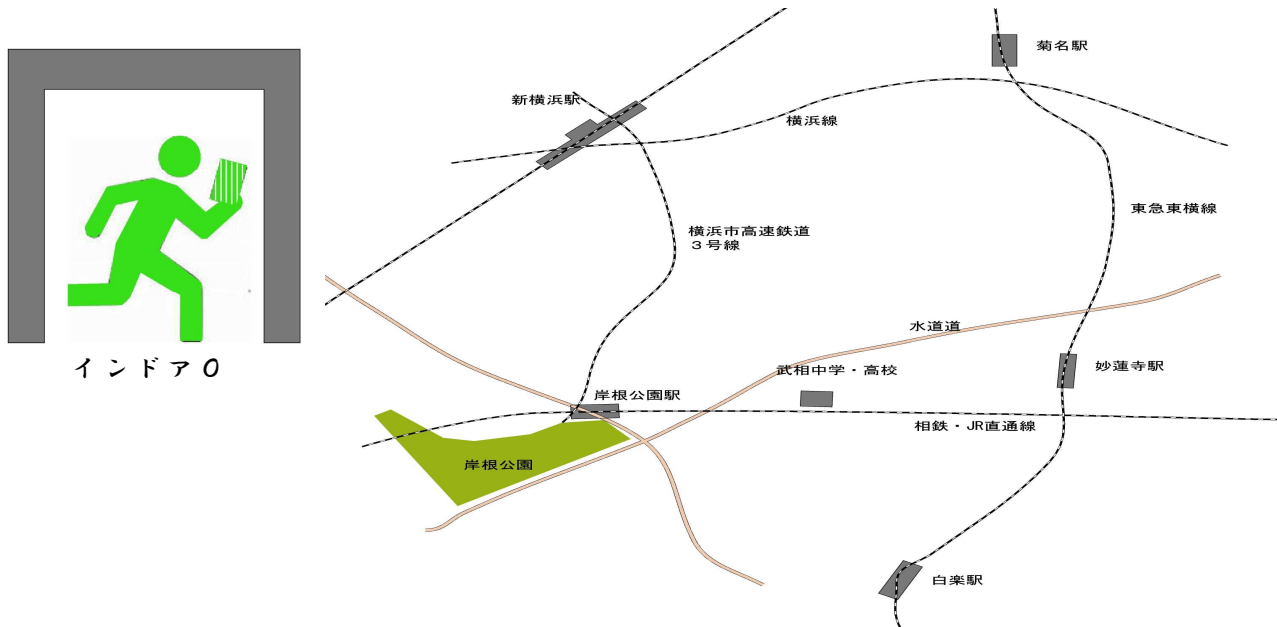 菊名駅
新横浜駅
横浜線
東急東横線
横浜市高速鉄道
３号線
水道道
インドアO
武相中学・高校
妙蓮寺駅
岸根公園駅
相鉄・JR直通線
岸根公園
白楽駅